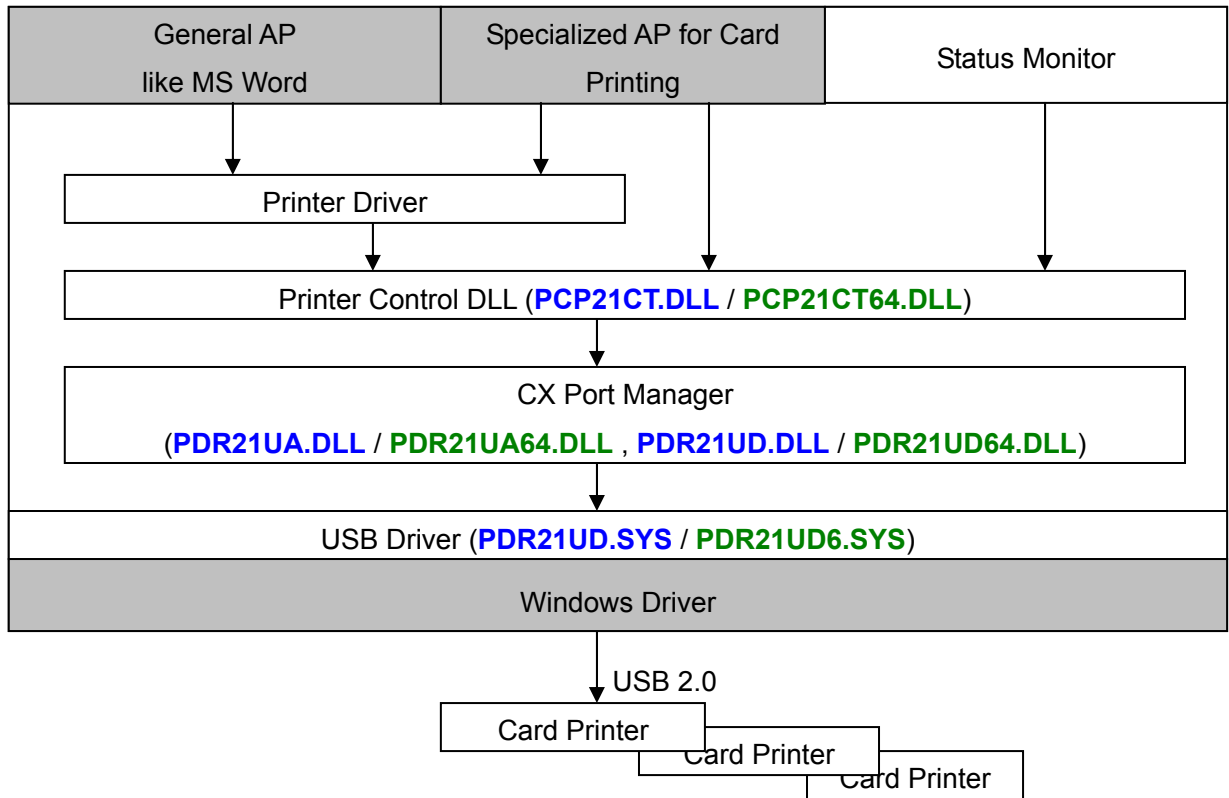 General AP
like MS Word
Specialized AP for Card
Printing
Status Monitor
Printer Driver
Printer Control DLL (PCP21CT.DLL / PCP21CT64.DLL)
CX Port Manager
(PDR21UA.DLL / PDR21UA64.DLL , PDR21UD.DLL / PDR21UD64.DLL)
USB Driver (PDR21UD.SYS / PDR21UD6.SYS)
Windows Driver
USB 2.0
Card Printer
Card Printer
Card Printer